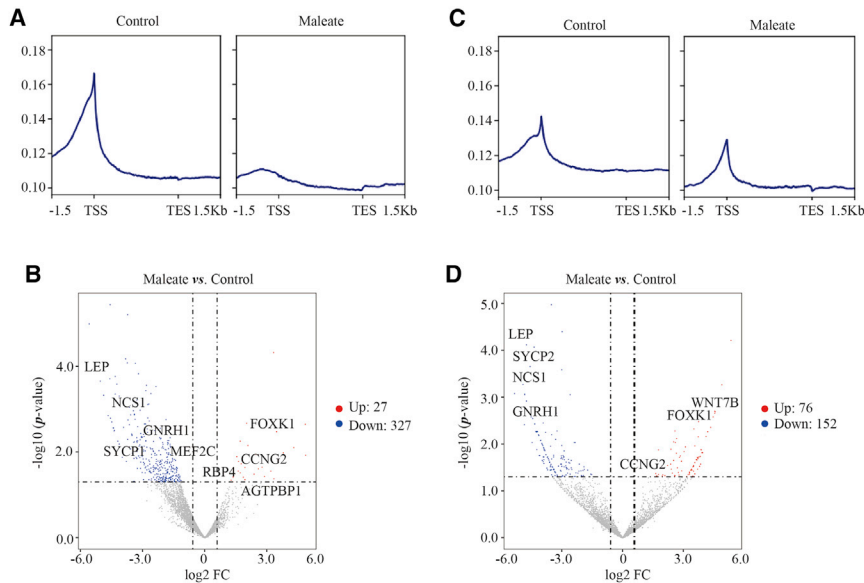 A
Control
Maleate
0.18
0.16
0.14
0.12
0.10
-1.5 TSS TES 1.5Kb
-1.5 TSS TES 1.5Kb
C
Control
Maleate
0.18
0.16
0.14
0.12
0.10
-1.5 TSS TES 1.5Kb
-1.5 TSS TES 1.5Kb
B
Maleate vs. Control
-log10 (p-value)
4.0
2.0
0.0
LEP
NCS1
GNRH1
FOXK1
SYCP1
MEF2C
CCNG2
RBP4
AGTPBP1
-6.0 -3.0 0 3.0 6.0
log2 FC
Up: 27
Down: 327
D
Maleate vs. Control
-log10 (p-value)
5.0
4.0
3.0
2.0
1.0
0.0
LEP
SYCP2
NCS1
GNRH1
WNT7B
FOXK1
CCNG2
-6.0 -3.0 0 3.0 6.0
log2 FC
Up: 76
Down: 152